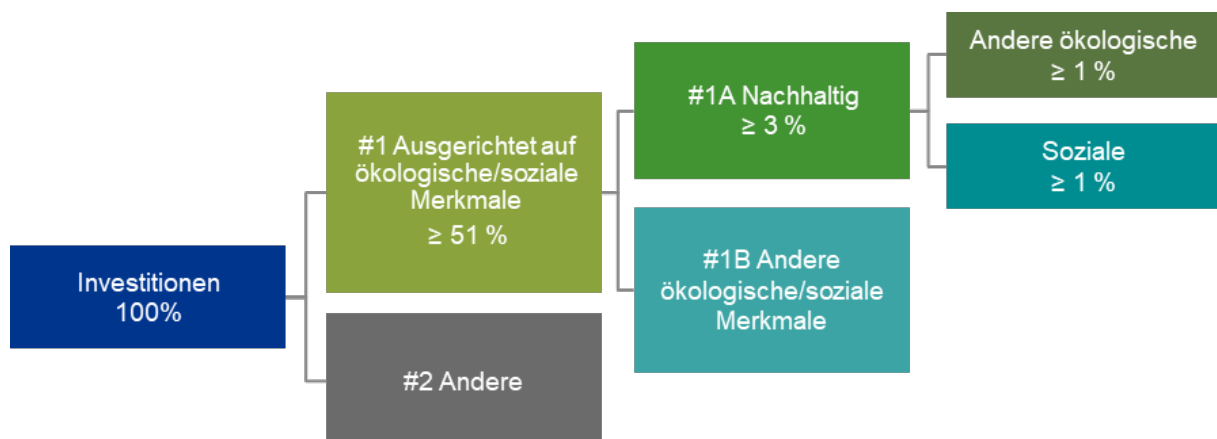 Investitionen
100%
#1 Ausgerichtet auf
ökologische/soziale
Merkmale
≥ 51 %
#2 Andere
#1A Nachhaltig
≥ 3 %
#1B Andere
ökologische/soziale
Merkmale
Andere ökologische
≥ 1 %
Soziale
≥ 1 %